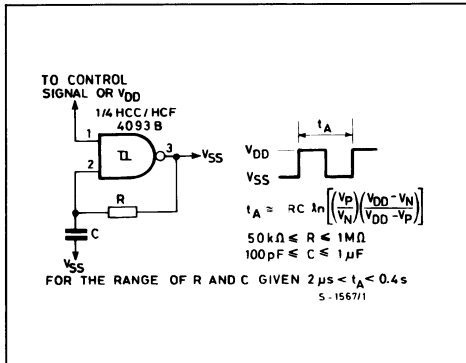 TO CONTROL
SIGNAL OR VDD
1/4 HCC/HCF
4093B
1
2
3
VSS
R
C
VSS
tA
VDD
VSS
tA ≃ RC ln[(VP/VN)(VDD-VN/VDD-VP)]
50kΩ ≤ R ≤ 1MΩ
100pF ≤ C ≤ 1µF
FOR THE RANGE OF R AND C GIVEN 2µs < tA < 0.4s
S-1567/1